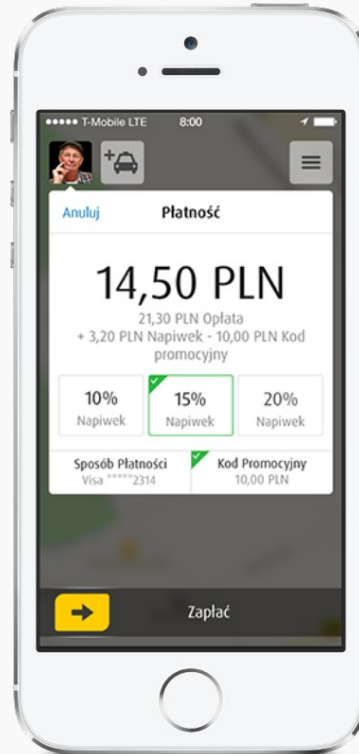 T-Mobile LTE 8:00
+
Anuluj Płatność
14,50 PLN
21,30 PLN Opłata
+ 3,20 PLN Napiwek - 10,00 PLN Kod
promocyjny
10% 15% 20%
Napiwek Napiwek Napiwek
Sposób Płatności Kod Promocyjny
Visa *****2314 10,00 PLN
Zapłać